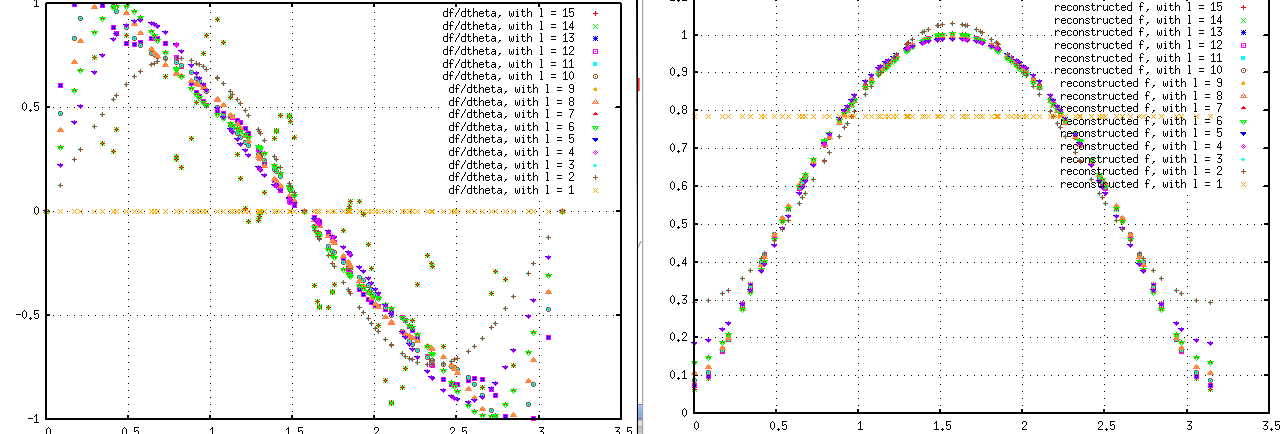 1
0.5
0
-0.5
-1
0
0.5
1
1.5
2
2.5
3
3.5
df/dtheta, with l = 15
df/dtheta, with l = 14
df/dtheta, with l = 13
df/dtheta, with l = 12
df/dtheta, with l = 11
df/dtheta, with l = 10
df/dtheta, with l = 9
df/dtheta, with l = 8
df/dtheta, with l = 7
df/dtheta, with l = 6
df/dtheta, with l = 5
df/dtheta, with l = 4
df/dtheta, with l = 3
df/dtheta, with l = 2
df/dtheta, with l = 1
1
0.9
0.8
0.7
0.6
0.5
0.4
0.3
0.2
0.1
0
0
0.5
1
1.5
2
2.5
3
3.5
reconstructed f, with l = 15
reconstructed f, with l = 14
reconstructed f, with l = 13
reconstructed f, with l = 12
reconstructed f, with l = 11
reconstructed f, with l = 10
reconstructed f, with l = 9
reconstructed f, with l = 8
reconstructed f, with l = 7
reconstructed f, with l = 6
reconstructed f, with l = 5
reconstructed f, with l = 4
reconstructed f, with l = 3
reconstructed f, with l = 2
reconstructed f, with l = 1